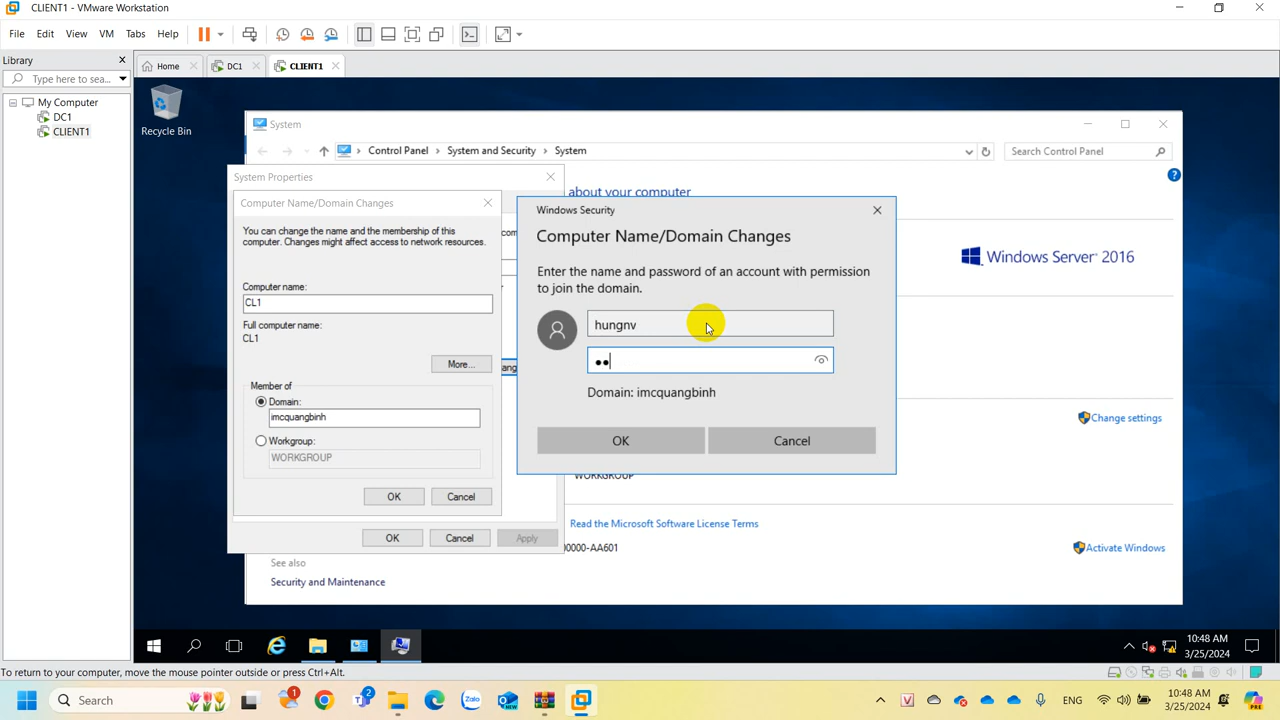 CLIENT1 - VMware Workstation
File Edit View VM Tabs Help
Library
Type here to sea...
My Computer
DC1
CLIENT1
Home DC1 CLIENT1
Recycle Bin
System
Control Panel System and Security System
Search Control Panel
about your computer
Windows Server 2016
System Properties
Computer Name/Domain Changes
You can change the name and the membership of this
computer. Changes might affect access to network resources.
Computer name:
CL1
Full computer name:
CL1
More...
Member of
Domain:
imcquangbinh
Workgroup:
WORKGROUP
OK Cancel
OK Cancel Apply
Windows Security
Computer Name/Domain Changes
Enter the name and password of an account with permission
to join the domain.
hungnv
Domain: imcquangbinh
OK Cancel
Change settings
WORKGROUP
Read the Microsoft Software License Terms
00000-AA601
Activate Windows
See also
Security and Maintenance
10:48 AM
3/25/2024
To return to your computer, move the mouse pointer outside or press Ctrl+Alt.
Search
ENG
10:48 AM
3/25/2024